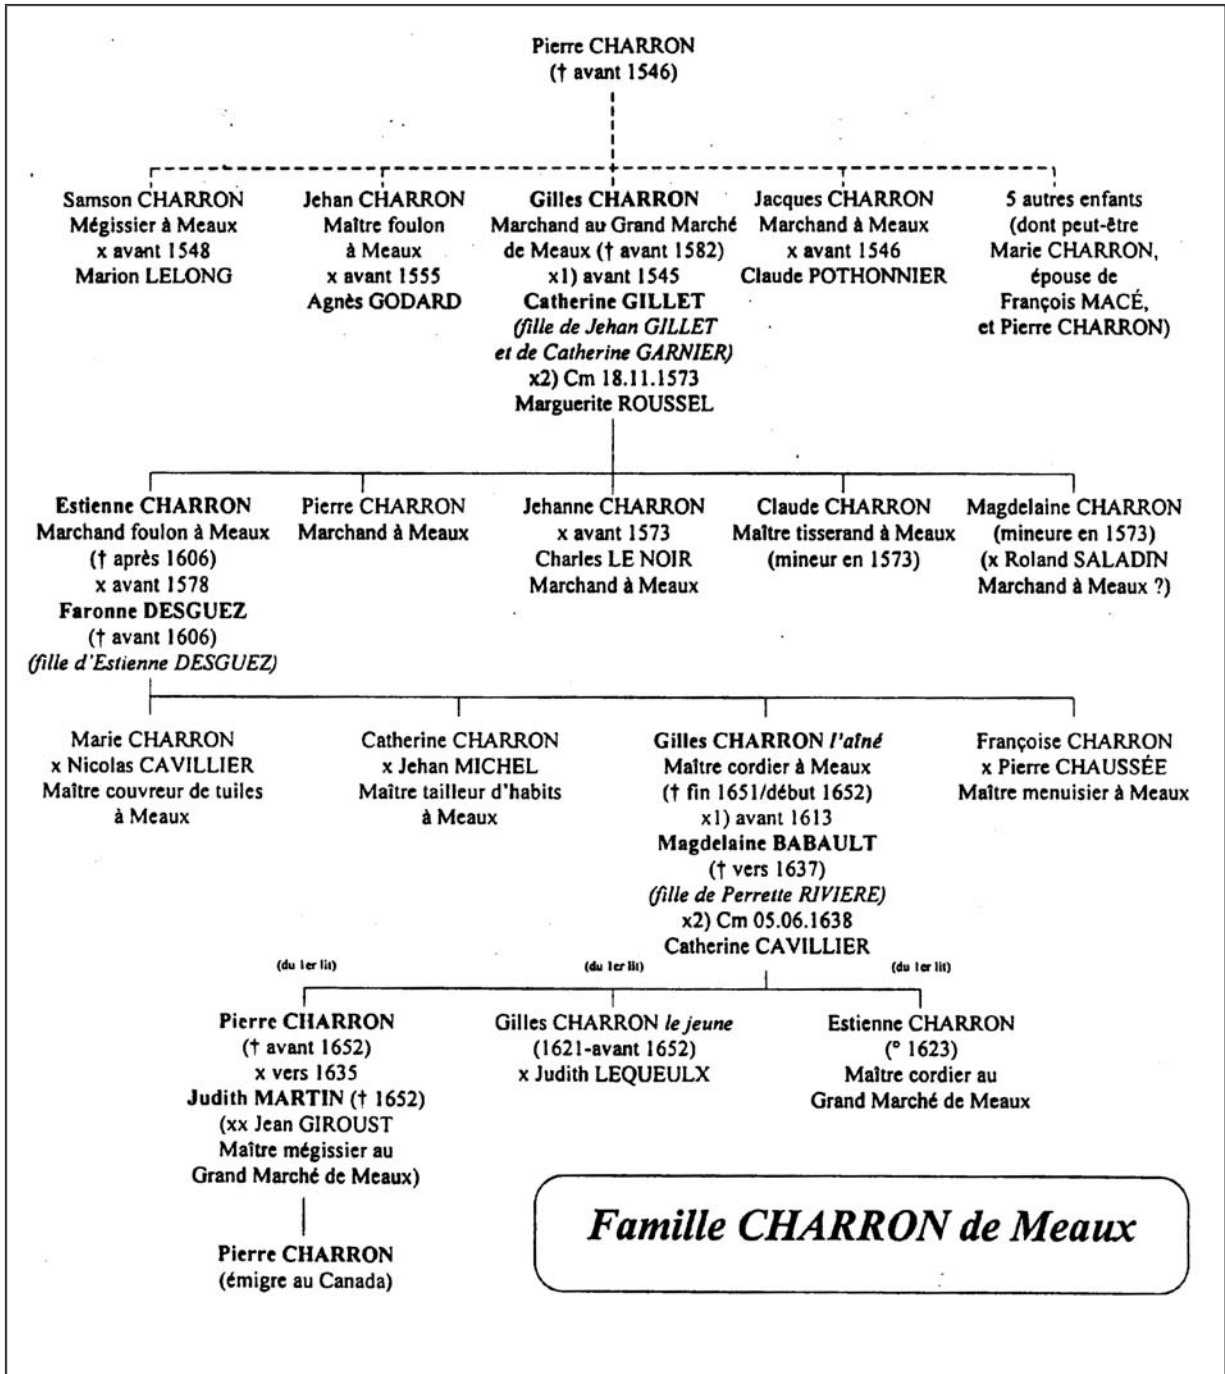 Pierre CHARRON
(† avant 1546)
Samson CHARRON
Mégissier à Meaux
x avant 1548
Marion LELONG
Jehan CHARRON
Maître foulon
à Meaux
x avant 1555
Agnès GODARD
Gilles CHARRON
Marchand au Grand Marché
de Meaux († avant 1582)
x1) avant 1545
Catherine GILLET
(fille de Jehan GILLET
et de Catherine GARNIER)
x2) Cm 18.11.1573
Marguerite ROUSSEL
Jacques CHARRON
Marchand à Meaux
x avant 1546
Claude POTHONNIER
5 autres enfants
(dont peut-être
Marie CHARRON,
épouse de
François MACÉ,
et Pierre CHARRON)
Estienne CHARRON
Marchand foulon à Meaux
(† après 1606)
x avant 1578
Faronne DESGUEZ
(† avant 1606)
(fille d'Estienne DESGUEZ)
Pierre CHARRON
Marchand à Meaux
Jehanne CHARRON
x avant 1573
Charles LE NOIR
Marchand à Meaux
Claude CHARRON
Maître tisserand à Meaux
(mineur en 1573)
Magdelaine CHARRON
(mineure en 1573)
(x Roland SALADIN
Marchand à Meaux ?)
Marie CHARRON
x Nicolas CAVILLIER
Maître couvreur de tuiles
à Meaux
Catherine CHARRON
x Jehan MICHEL
Maître tailleur d'habits
à Meaux
Gilles CHARRON l'aîné
Maître cordier à Meaux
(† fin 1651/début 1652)
x1) avant 1613
Magdelaine BABAULT
(† vers 1637)
(fille de Perrette RIVIERE)
x2) Cm 05.06.1638
Catherine CAVILLIER
Françoise CHARRON
x Pierre CHAUSSÉE
Maître menuisier à Meaux
(du 1er lit)
(du 1er lit)
(du 1er lit)
Pierre CHARRON
(† avant 1652)
x vers 1635
Judith MARTIN († 1652)
(xx Jean GIROUST
Maître mégissier au
Grand Marché de Meaux)
Gilles CHARRON le jeune
(1621-avant 1652)
x Judith LEQUEULX
Estienne CHARRON
(° 1623)
Maître cordier au
Grand Marché de Meaux
Pierre CHARRON
(émigre au Canada)
Famille CHARRON de Meaux